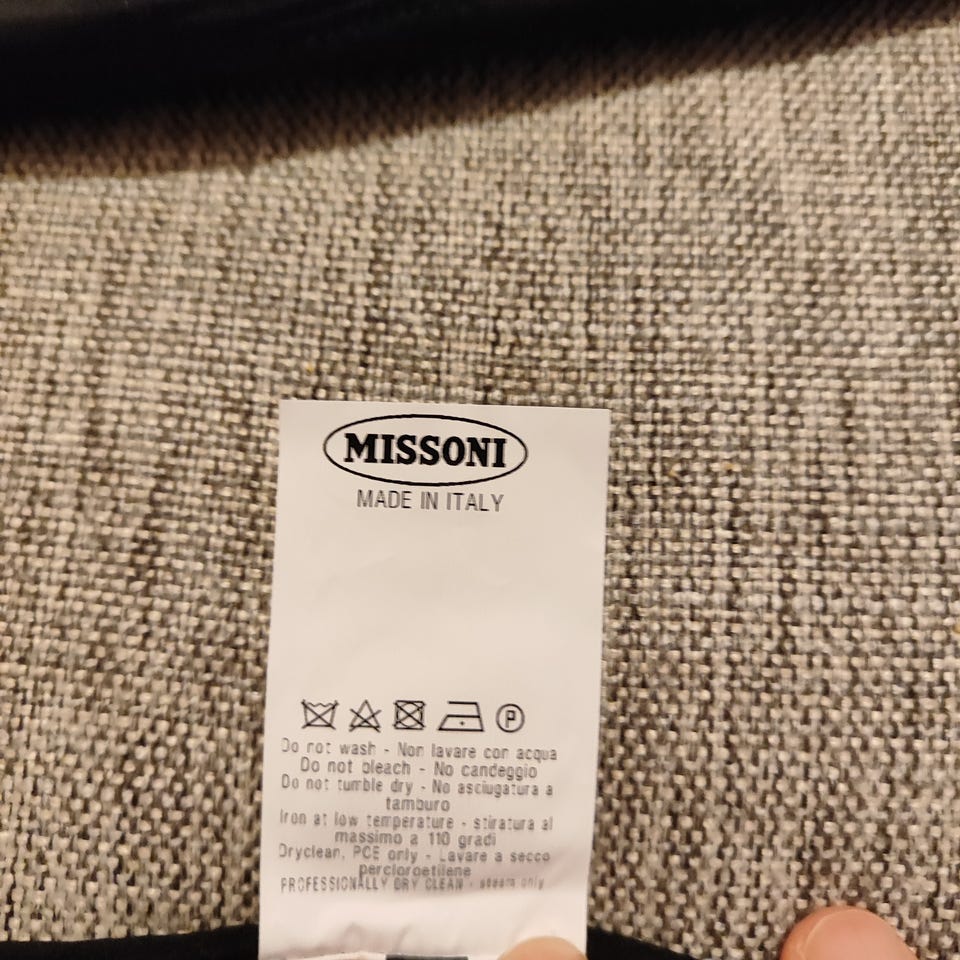 MISSONI
MADE IN ITALY
P
Do not wash - Non lavare con acqua
Do not bleach - No candeggio
Do not tumble dry - No asciugatura a
tamburo
Iron at low temperature - stiratura al
massimo a 110 gradi
Dryclean, PCE only - Lavare a secco
percloroetilene
PROFESSIONALLY DRY CLEAN - steam only